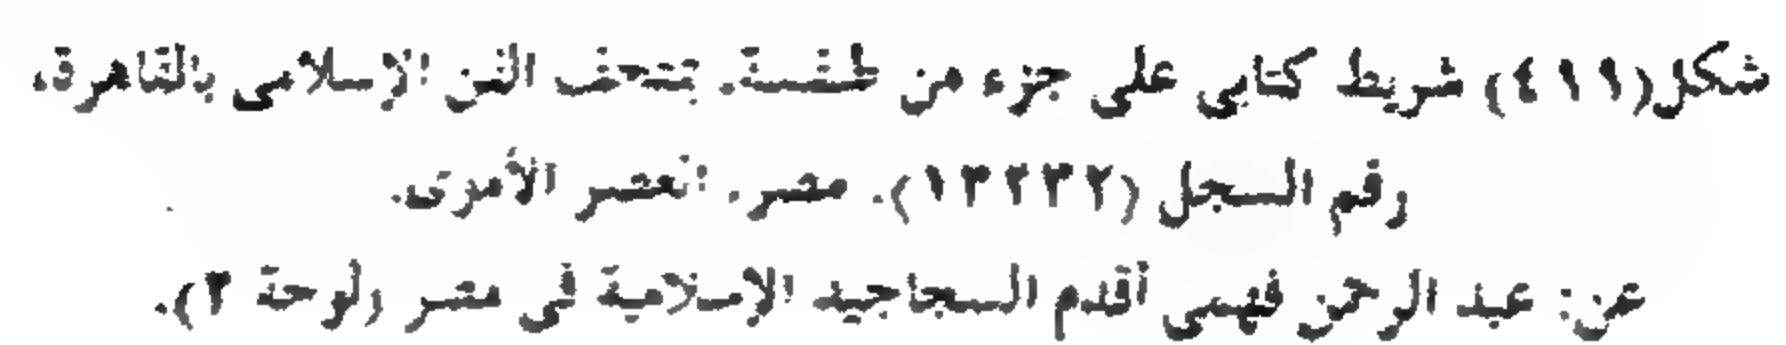 شكل(٤٩٩) شريط كتابى على جزء من طنفسة. بمتحف الفن الإسلامى بالقاهرة،
رقم السجل (١٣٢٣٢). مصر. العصر الأموى.
عن: عبد الرحمن فهمى أقدم السجاجيد الإسلامية فى مصر (لوحة ٢).